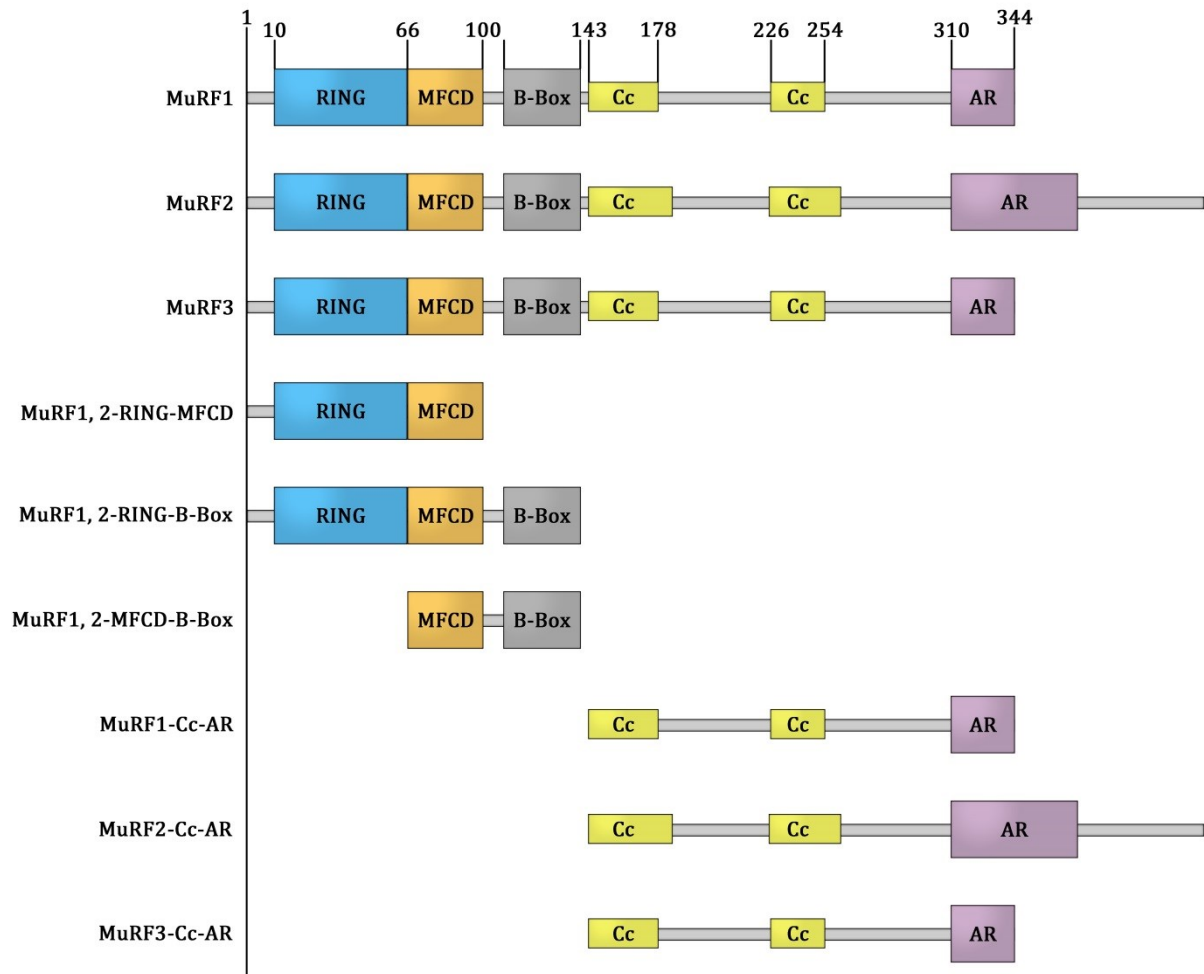 1
10 66 100 143 178 226 254 310 344
MuRF1 RING MFCD B-Box Cc Cc AR
MuRF2 RING MFCD B-Box Cc Cc AR
MuRF3 RING MFCD B-Box Cc Cc AR
MuRF1, 2-RING-MFCD RING MFCD
MuRF1, 2-RING-B-Box RING MFCD B-Box
MuRF1, 2-MFCD-B-Box MFCD B-Box
MuRF1-Cc-AR Cc Cc AR
MuRF2-Cc-AR Cc Cc AR
MuRF3-Cc-AR Cc Cc AR